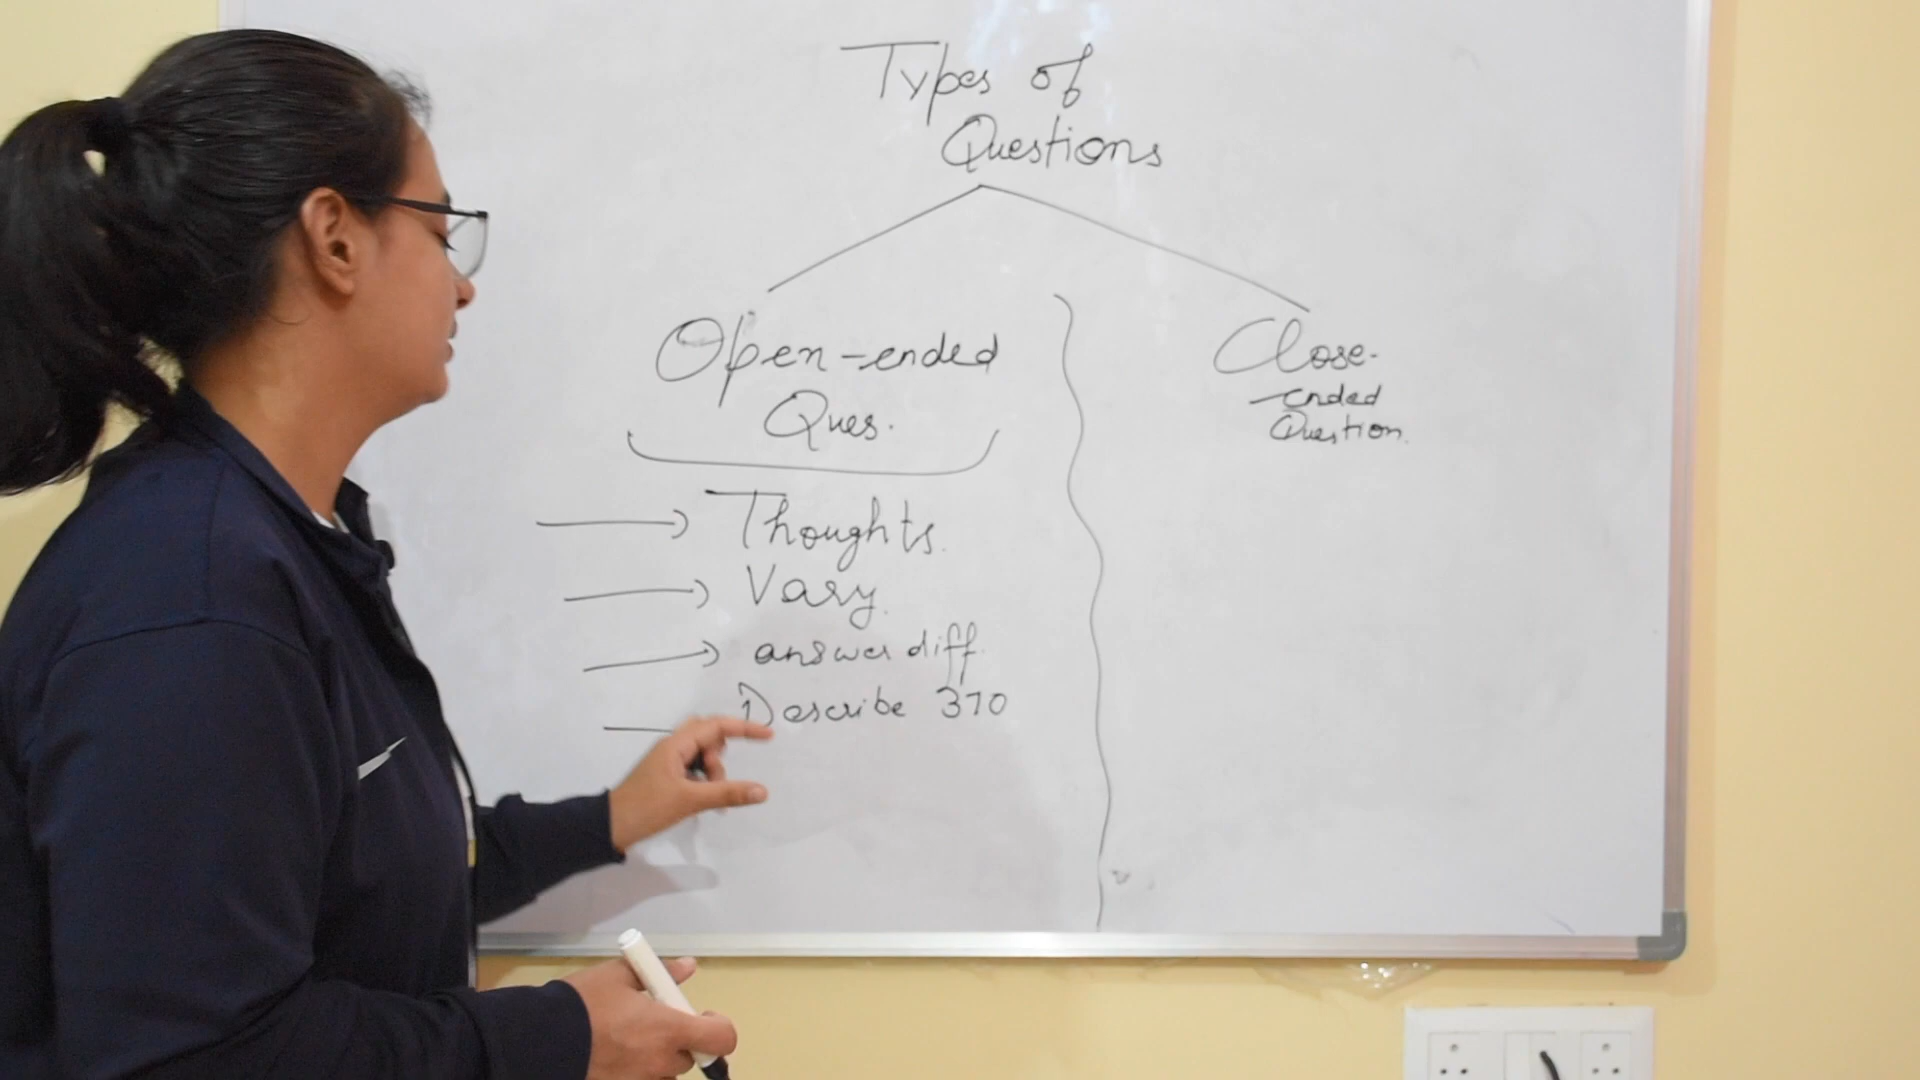 Types of
Questions
Open-ended
Ques.
Thoughts.
Vary.
answer diff.
Describe 370
Close-
ended
Question.